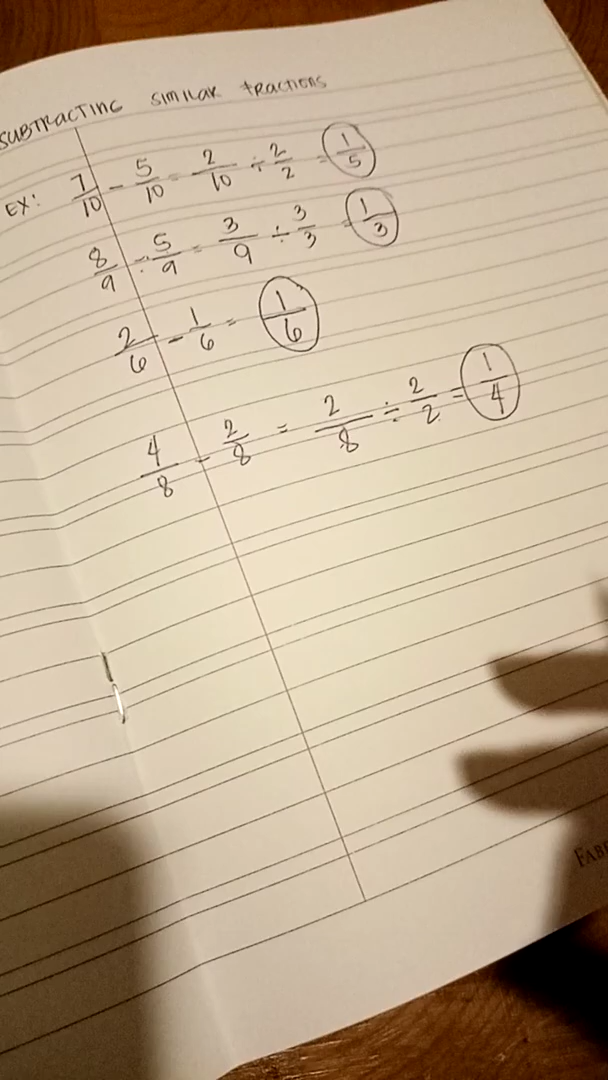 SUBTRACTING SIMILAR fractions
EX: 7/10 - 5/10 = 2/10 ÷ 2/2 = 1/5
8/9 - 5/9 = 3/9 ÷ 3/3 = 1/3
2/6 - 1/6 = 1/6
4/8 - 2/8 = 2/8 ÷ 2/2 = 1/4